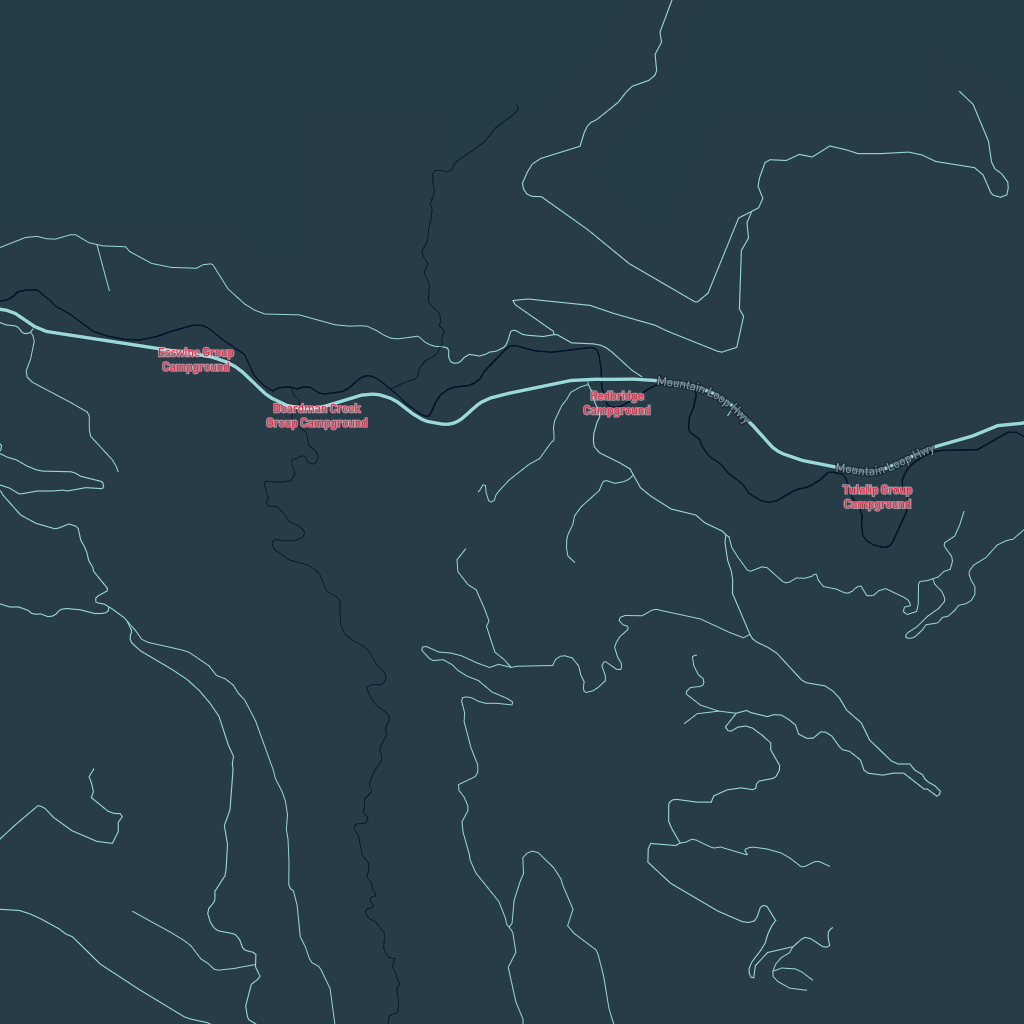 Esswine Group
Campground
Mountain Loop Hwy
Redbridge
Campground
Boardman Creek
Group Campground
Mountain Loop Hwy
Tulalip Group
Campground